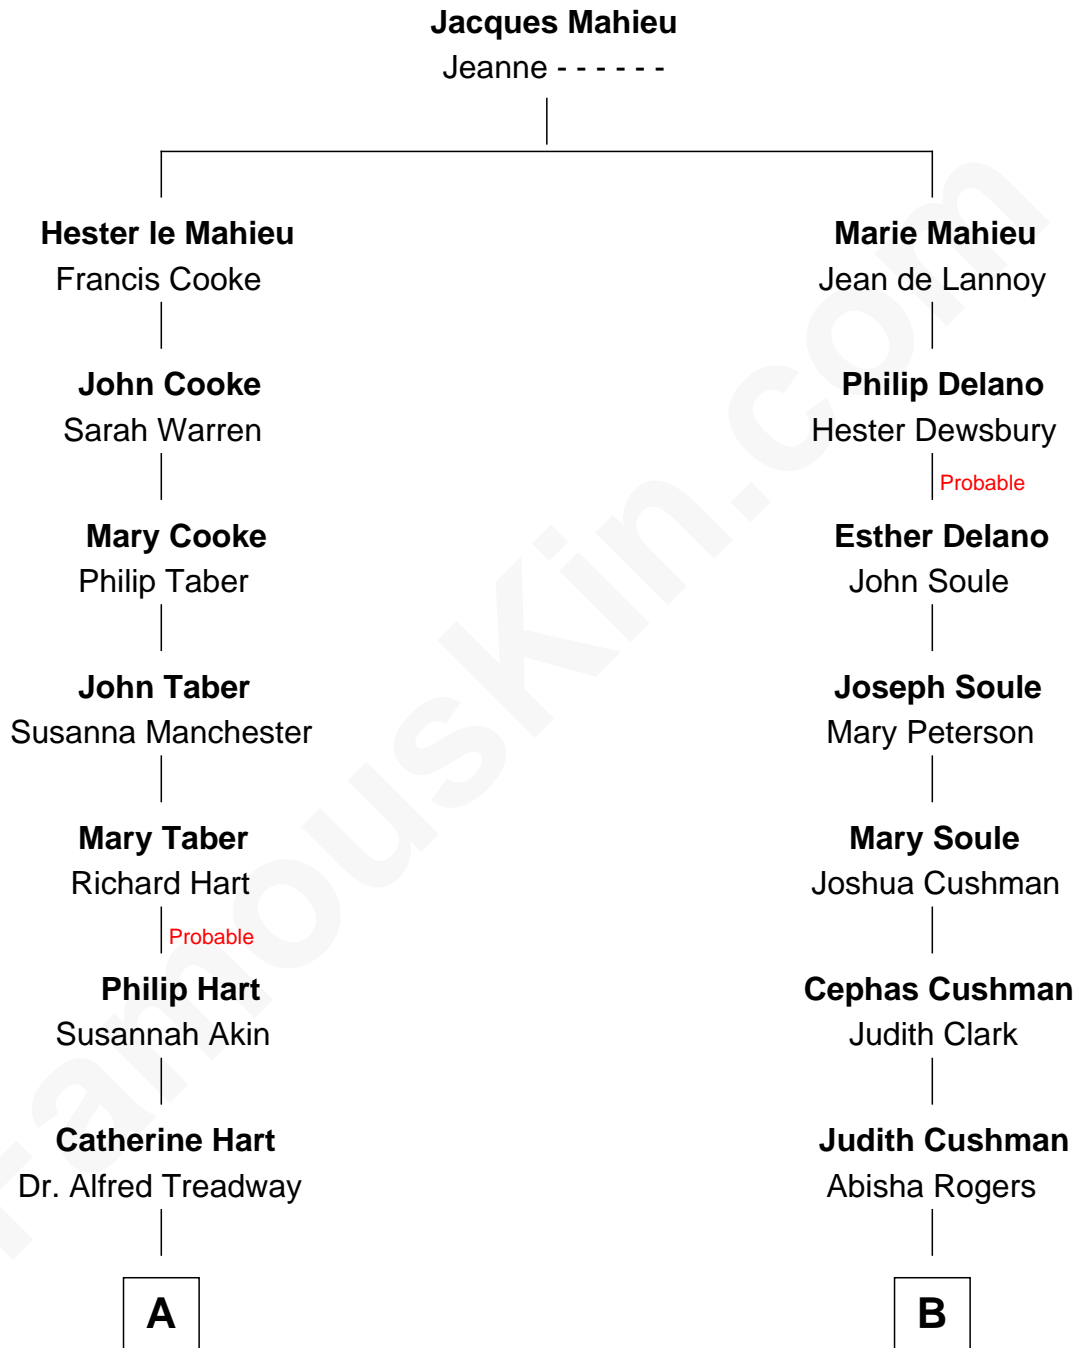 Jacques Mahieu
Jeanne - - - - - -
Hester le Mahieu
Francis Cooke
John Cooke
Sarah Warren
Mary Cooke
Philip Taber
John Taber
Susanna Manchester
Mary Taber
Richard Hart
Probable
Philip Hart
Susannah Akin
Catherine Hart
Dr. Alfred Treadway
A
Marie Mahieu
Jean de Lannoy
Philip Delano
Hester Dewsbury
Probable
Esther Delano
John Soule
Joseph Soule
Mary Peterson
Mary Soule
Joshua Cushman
Cephas Cushman
Judith Clark
Judith Cushman
Abisha Rogers
B
FamousKin.com